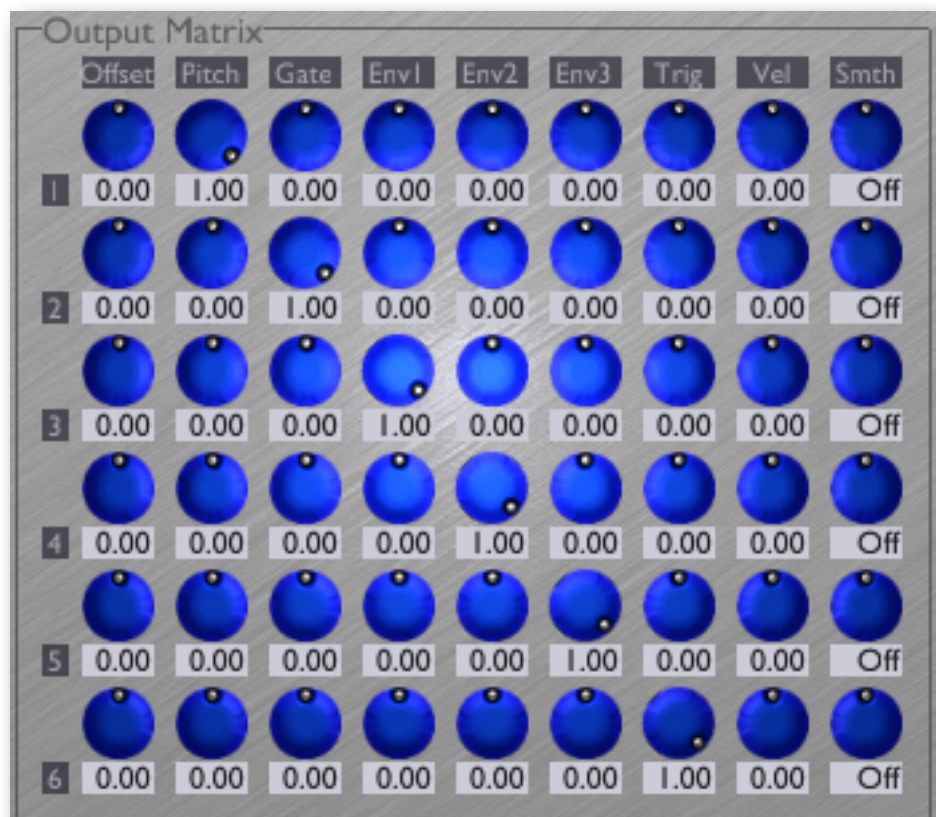 Output Matrix
Offset Pitch Gate Env1 Env2 Env3 Trig Vel Smth
1 0.00 1.00 0.00 0.00 0.00 0.00 0.00 0.00 Off
2 0.00 0.00 1.00 0.00 0.00 0.00 0.00 0.00 Off
3 0.00 0.00 0.00 1.00 0.00 0.00 0.00 0.00 Off
4 0.00 0.00 0.00 0.00 1.00 0.00 0.00 0.00 Off
5 0.00 0.00 0.00 0.00 0.00 1.00 0.00 0.00 Off
6 0.00 0.00 0.00 0.00 0.00 0.00 1.00 0.00 Off